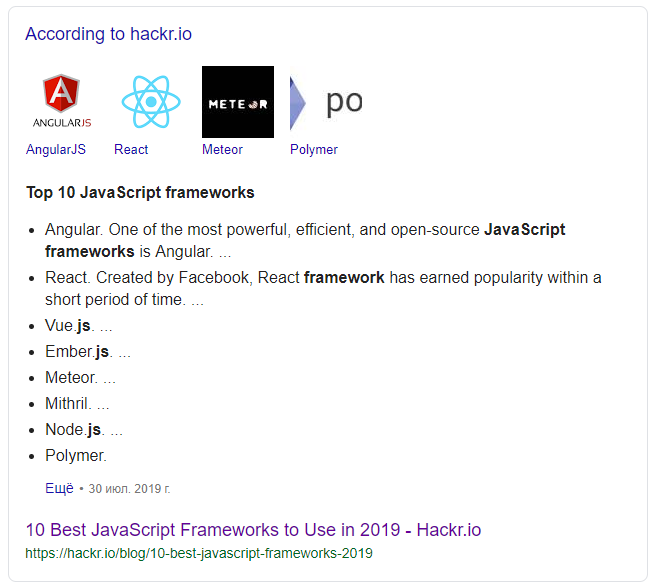 According to hackr.io
ANGULARJS
METEOR
po
AngularJS React Meteor Polymer
Top 10 JavaScript frameworks
• Angular. One of the most powerful, efficient, and open-source JavaScript
frameworks is Angular. ...
• React. Created by Facebook, React framework has earned popularity within a
short period of time. ...
• Vue.js. ...
• Ember.js. ...
• Meteor. ...
• Mithril. ...
• Node.js. ...
• Polymer.
Ещё • 30 июл. 2019 г.
10 Best JavaScript Frameworks to Use in 2019 - Hackr.io
https://hackr.io/blog/10-best-javascript-frameworks-2019